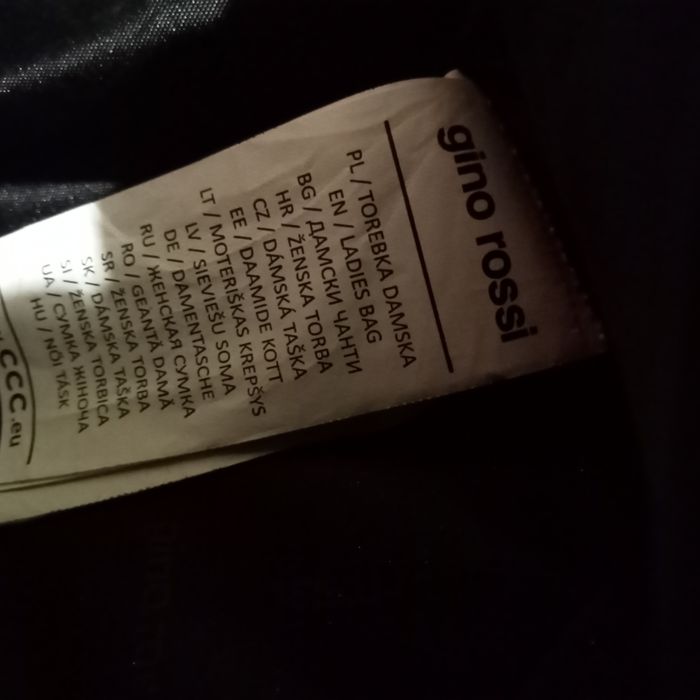 gino rossi
PL / TOREBKA DAMSKA
EN / LADIES BAG
BG / ДАМСКИ ЧАНТИ
HR / ŽENSKA TORBA
CZ / DÁMSKÁ TAŠKA
EE / DAAMIDE KOTT
LT / MOTERIŠKAS KREPŠYS
LV / SIEVIEŠU SOMA
DE / DAMENTASCHE
RU / ЖЕНСКАЯ СУМКА
RO / GEANTĂ DAMĂ
SR / ŽENSKA TORBA
SK / DÁMSKA TAŠKA
SI / ŽENSKA TORBICA
UA / СУМКА ЖІНОЧА
HU / NŐI TÁSK
CCC.eu